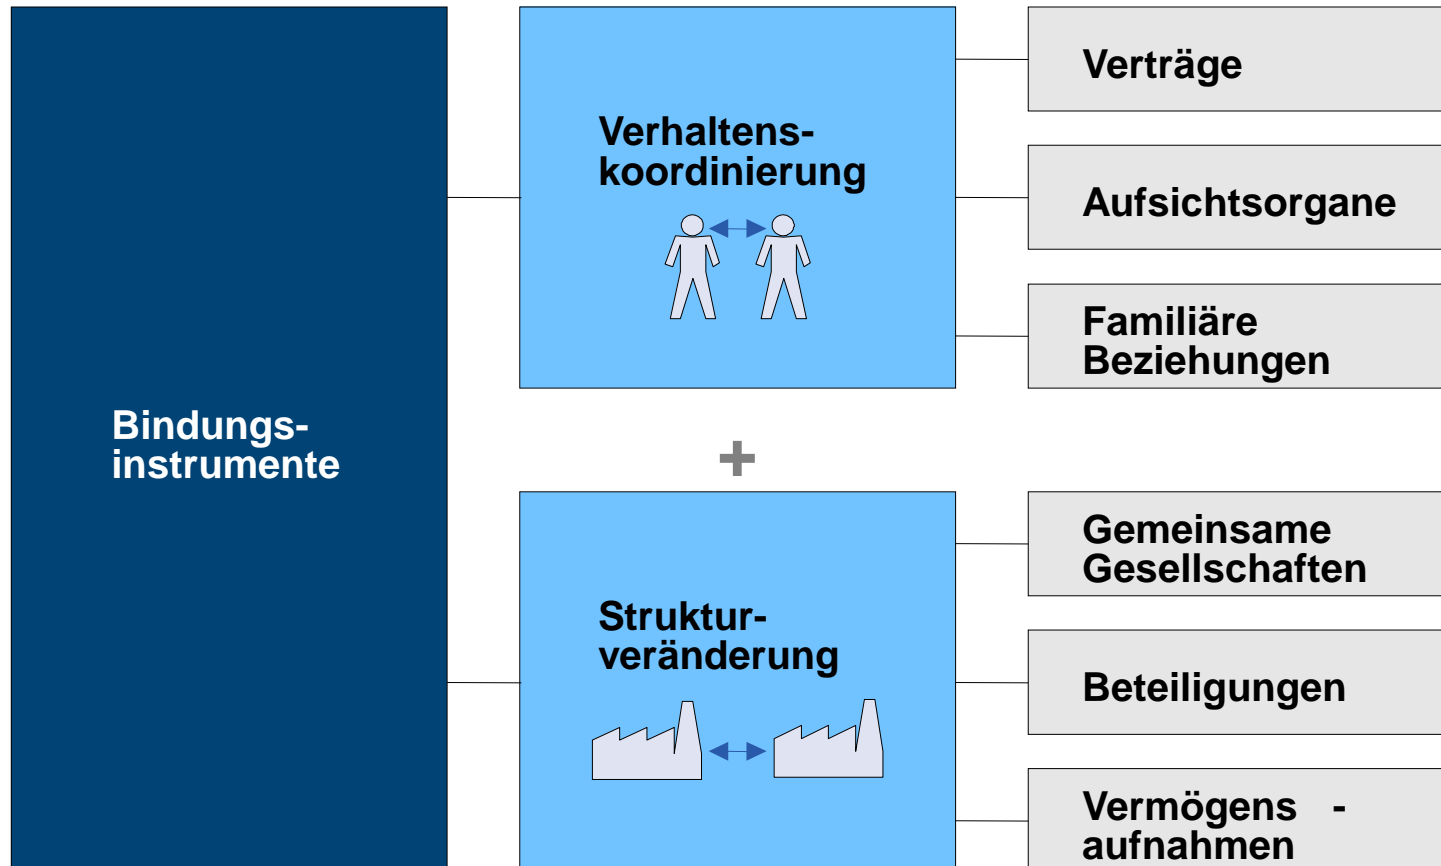 Bindungs-
instrumente
Verhaltens-
koordinierung
Verträge
Aufsichtsorgane
Familiäre
Beziehungen
+
Struktur-
veränderung
Gemeinsame
Gesellschaften
Beteiligungen
Vermögens -
aufnahmen